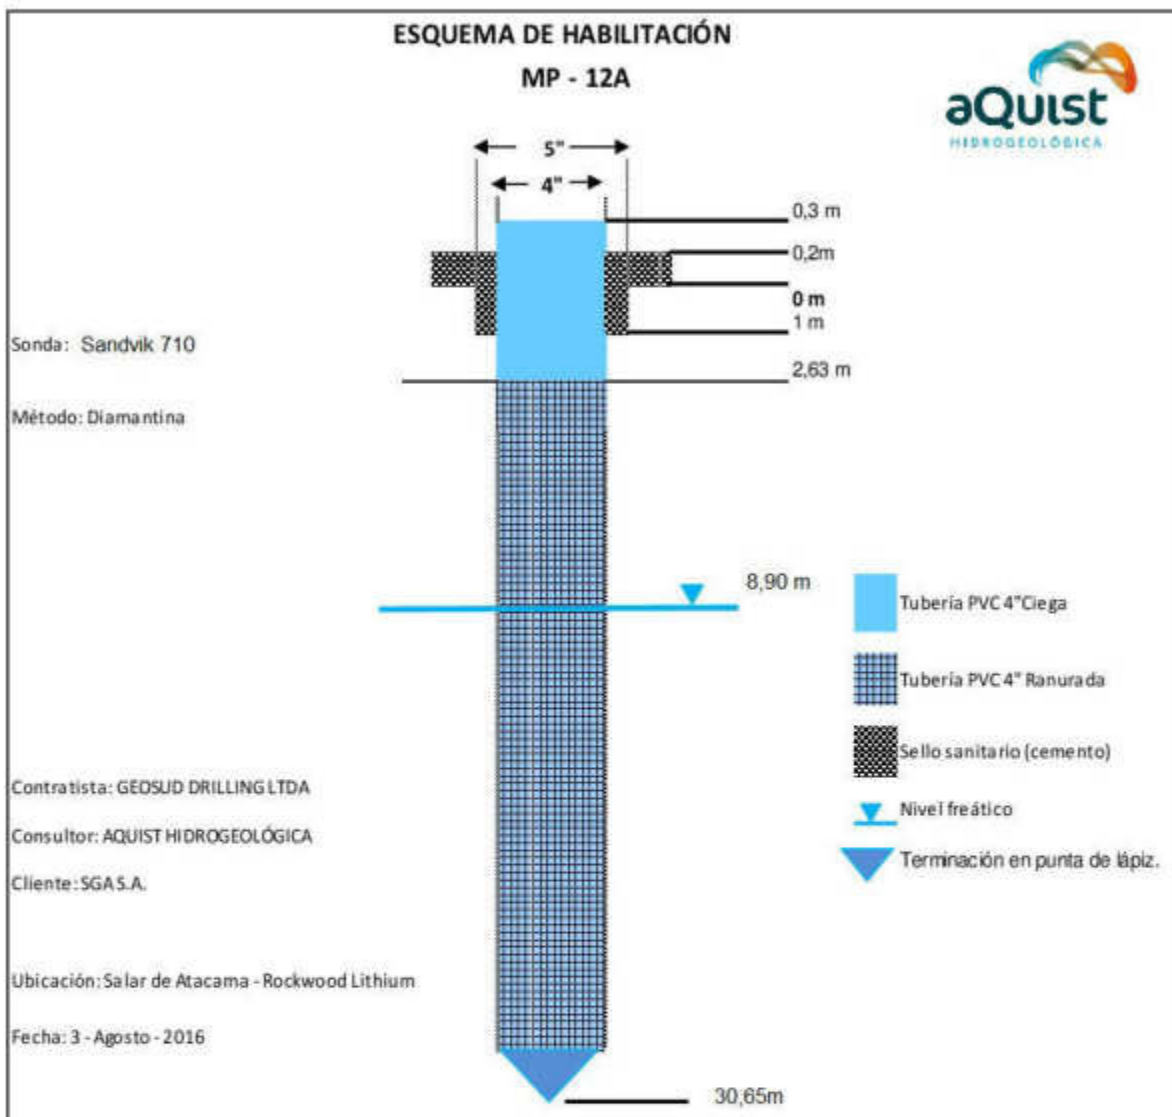 ESQUEMA DE HABILITACIÓN
MP - 12A
aQuist
HIDROGEOLÓGICA
5"
4"
0,3 m
0,2m
0 m
1 m
2,63 m
Sonda: Sandvik 710
Método: Diamantina
8,90 m
Tubería PVC 4"Ciega
Tubería PVC 4" Ranurada
Sello sanitario (cemento)
Nivel freático
Terminación en punta de lápiz.
Contratista: GEOSUD DRILLING LTDA
Consultor: AQUIST HIDROGEOLÓGICA
Cliente: SGA S.A.
Ubicación: Salar de Atacama - Rockwood Lithium
Fecha: 3 - Agosto - 2016
30,65m